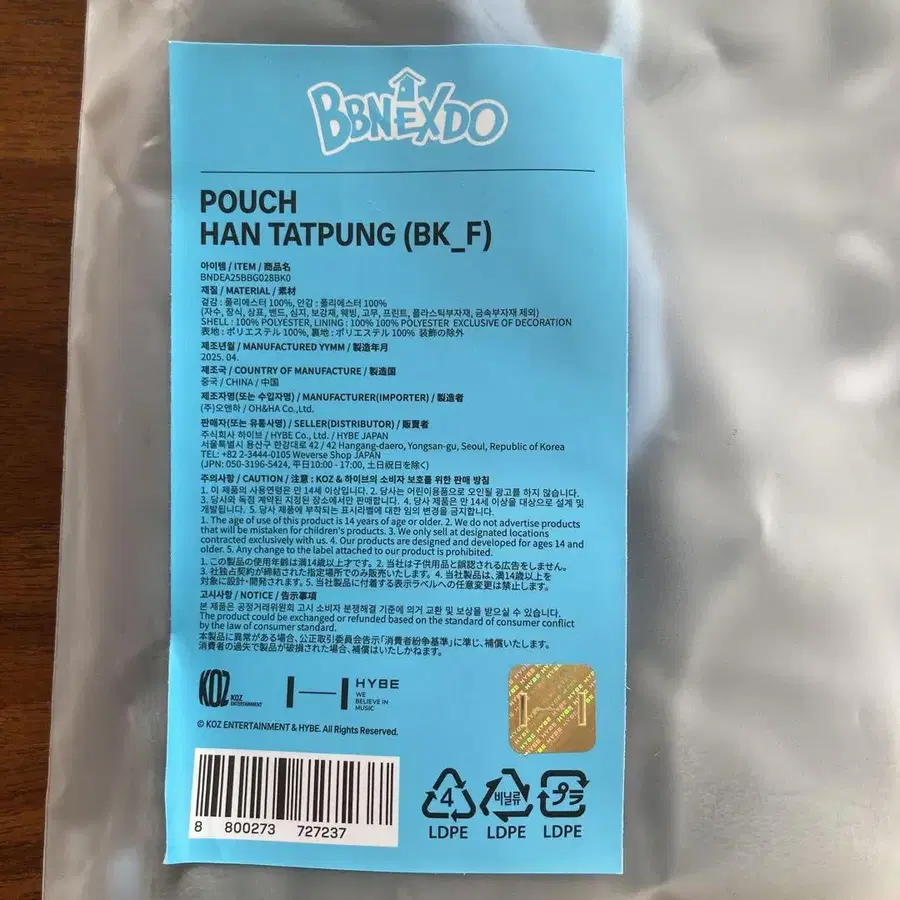 BBNEXDO
POUCH
HAN TATPUNG (BK_F)
아이템 / ITEM / 商品名
BNDEA25BBG028BK0
재질 / MATERIAL / 素材
겉감 : 폴리에스터 100%, 안감 : 폴리에스터 100%
(자수, 장식, 상표, 밴드, 심지, 보강재, 웨빙, 고무, 프린트, 플라스틱부자재, 금속부자재 제외)
SHELL : 100% POLYESTER, LINING : 100% 100% POLYESTER EXCLUSIVE OF DECORATION
表地 : ポリエステル 100%, 裏地 : ポリエステル 100% 装飾の除外
제조년월 / MANUFACTURED YYMM / 製造年月
2025. 04.
제조국 / COUNTRY OF MANUFACTURE / 製造国
중국 / CHINA / 中国
제조자명(또는 수입자명) / MANUFACTURER(IMPORTER) / 製造者
(주)오앤하 / OH&HA Co.,Ltd.
판매자(또는 유통사명) / SELLER(DISTRIBUTOR) / 販賣者
주식회사 하이브 / HYBE Co., Ltd. / HYBE JAPAN
서울특별시 용산구 한강대로 42 / 42 Hangang-daero, Yongsan-gu, Seoul, Republic of Korea
TEL: +82 2-3444-0105 Weverse Shop JAPAN
(JPN: 050-3196-5424, 平日10:00 - 17:00, 土日祝日を除く)
주의사항 / CAUTION / 注意 : KOZ & 하이브의 소비자 보호를 위한 판매 방침
1. 이 제품의 사용연령은 만 14세 이상입니다. 2. 당사는 어린이용품으로 오인될 광고를 하지 않습니다.
3. 당사와 독점 계약된 지정된 장소에서만 판매합니다. 4. 당사 제품은 만 14세 이상을 대상으로 설계 및
개발됩니다. 5. 당사 제품에 부착되는 표시라벨에 대한 임의 변경을 금지합니다.
1. The age of use of this product is 14 years of age or older. 2. We do not advertise products
that will be mistaken for children's products. 3. We only sell at designated locations
contracted exclusively with us. 4. Our products are designed and developed for ages 14 and
older. 5. Any change to the label attached to our product is prohibited.
1. この製品の使用年齢は満14歳以上才です。2. 当社は子供用品と誤認される広告をしません。
3. 社独占契約が締結された指定場所でのみ販売いたします。4. 当社製品は、満14歳以上を
対象に設計・開発されます。5. 当社製品に付着する表示ラベルへの任意変更は禁止します。
고시사항 / NOTICE / 告示事項
본 제품은 공정거래위원회 고시 소비자 분쟁해결 기준에 의거 교환 및 보상을 받으실 수 있습니다.
The product could be exchanged or refunded based on the standard of consumer conflict
by the law of consumer standard.
本製品に異常がある場合、公正取引委員会告示「消費者紛争基準」に準じ、補償いたします。
消費者の過失で製品が破損された場合、補償はいたしかねます。
KOZ KOZ ENTERTAINMENT
HYBE
WE
BELIEVE IN
MUSIC
© KOZ ENTERTAINMENT & HYBE. All Rights Reserved.
HYBE HYBE HYBE
8 800273 727237
4 비닐류 プラ
LDPE LDPE LDPE